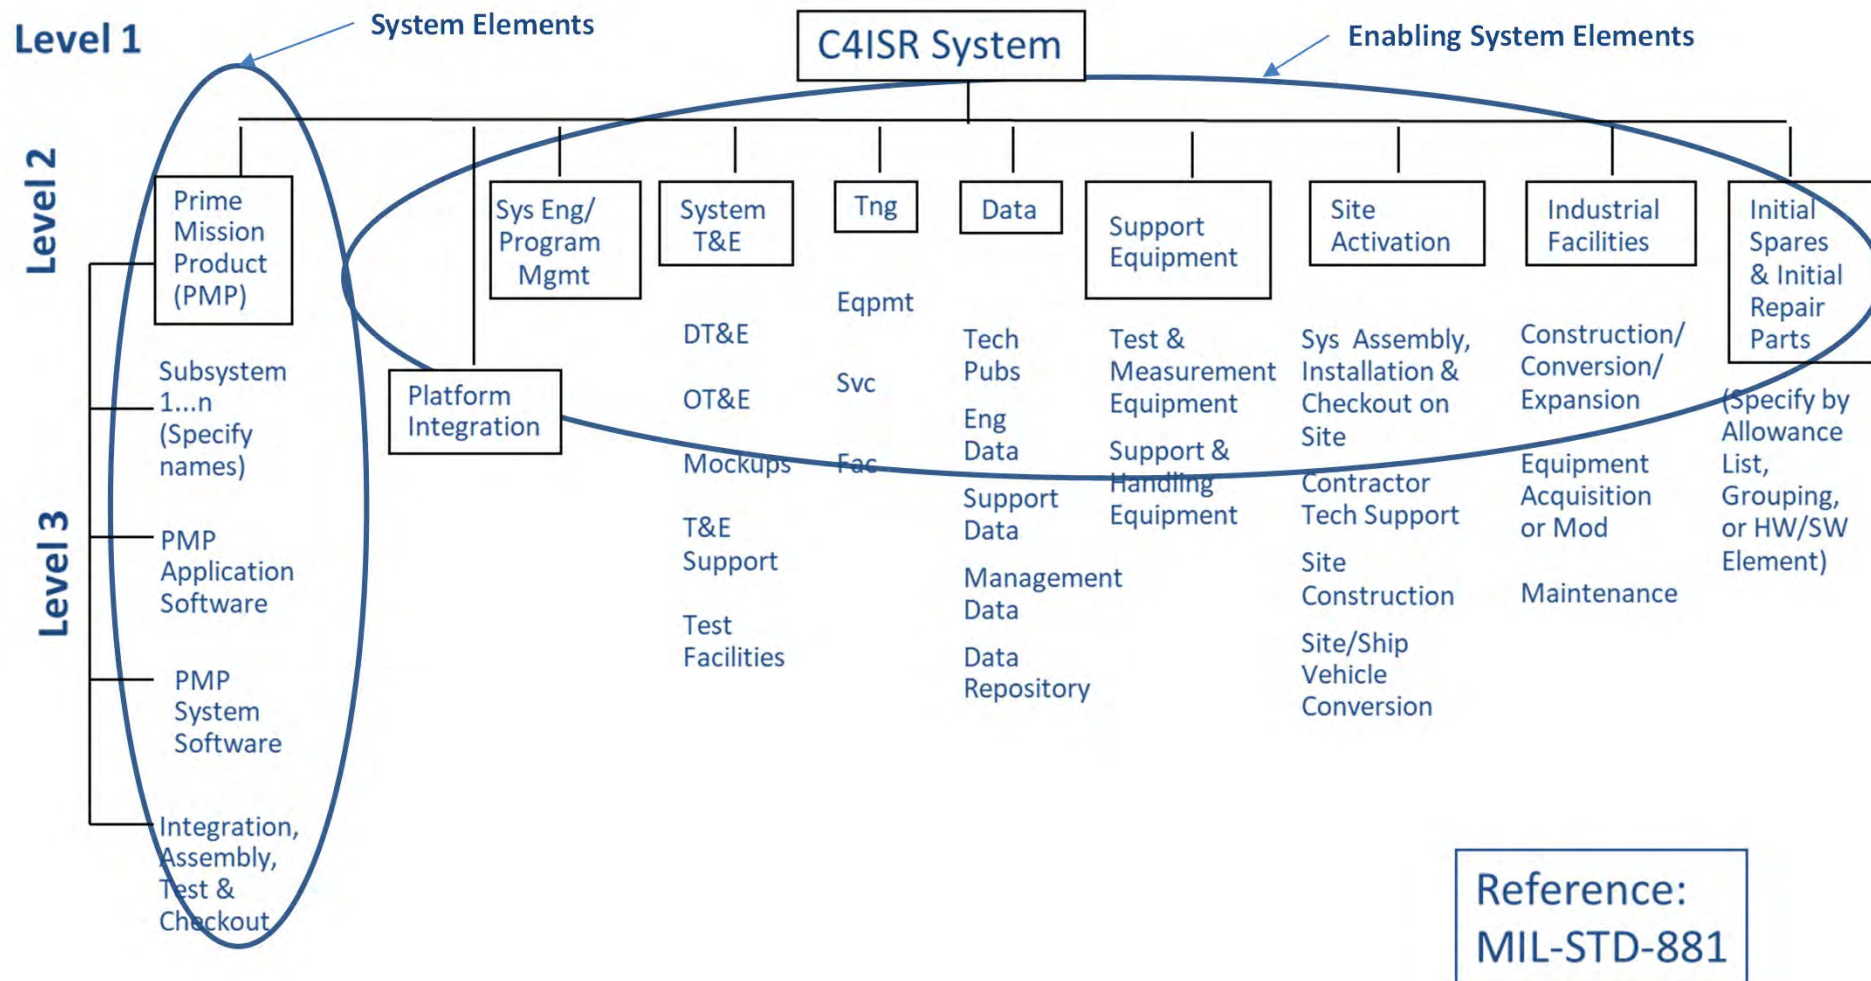 Level 1
System Elements
C4ISR System
Enabling System Elements
Level 2
Prime
Mission
Product
(PMP)
Platform
Integration
Sys Eng/
Program
Mgmt
System
T&E
Tng
Data
Support
Equipment
Site
Activation
Industrial
Facilities
Initial
Spares
& Initial
Repair
Parts
Level 3
Subsystem
1...n
(Specify
names)
PMP
Application
Software
PMP
System
Software
Integration,
Assembly,
Test &
Checkout
DT&E
OT&E
Mockups
T&E
Support
Test
Facilities
Eqpmt
Svc
Fac
Tech
Pubs
Eng
Data
Support
Data
Management
Data
Data
Repository
Test &
Measurement
Equipment
Support &
Handling
Equipment
Sys Assembly,
Installation &
Checkout on
Site
Contractor
Tech Support
Site
Construction
Site/Ship
Vehicle
Conversion
Construction/
Conversion/
Expansion
Equipment
Acquisition
or Mod
Maintenance
(Specify by
Allowance
List,
Grouping,
or HW/SW
Element)
Reference:
MIL-STD-881